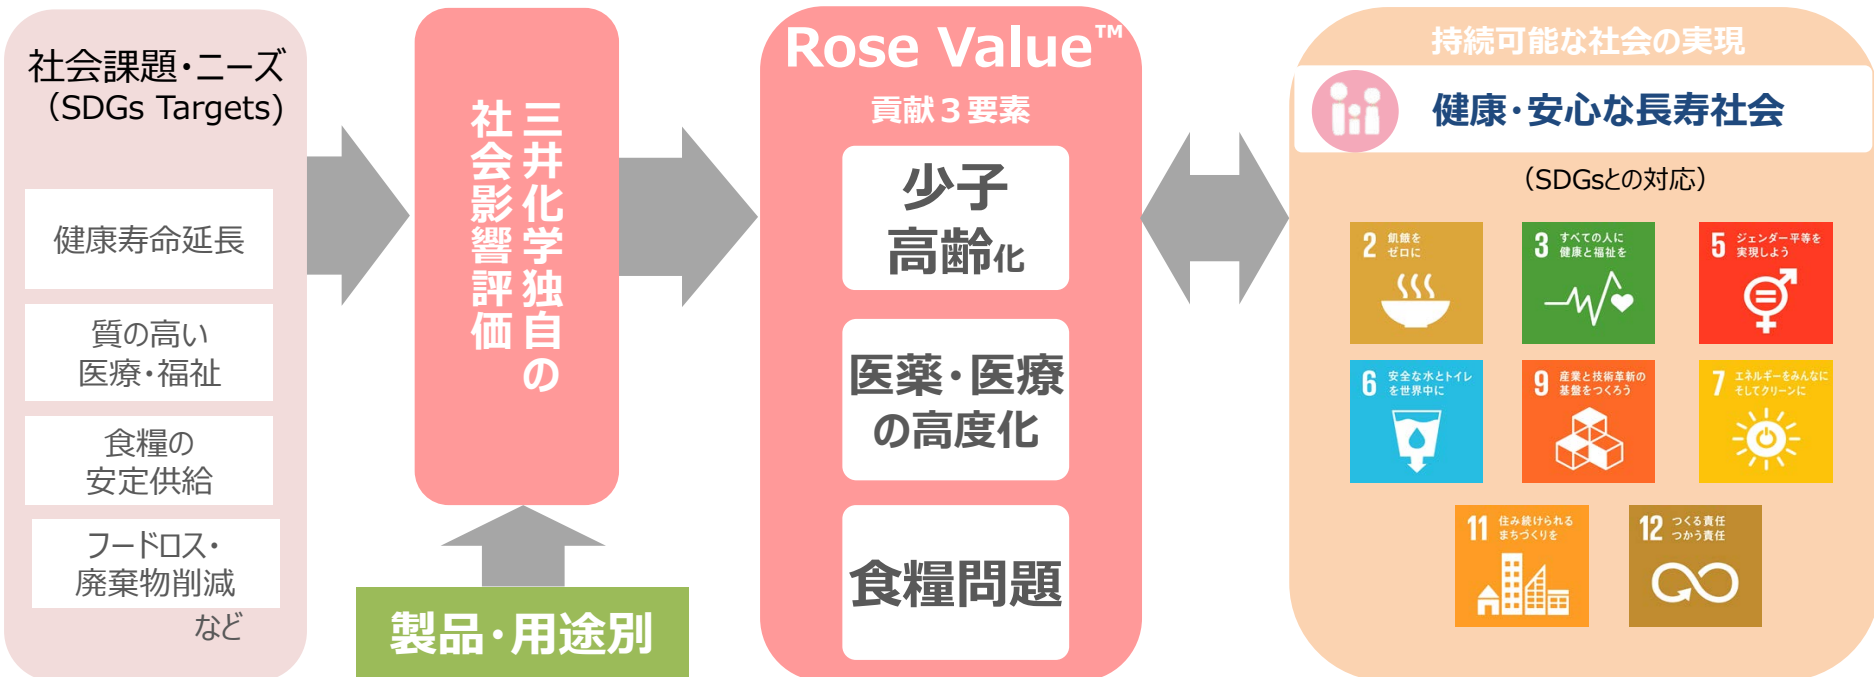 社会課題・ニーズ
（SDGs Targets)
健康寿命延長
質の高い
医療・福祉
食糧の
安定供給
フードロス・
廃棄物削減
など
三井化学独自の
社会影響評価
製品・用途別
Rose Value™
貢献３要素
少子
高齢化
医薬・医療
の高度化
食糧問題
持続可能な社会の実現
健康・安心な長寿社会
（SDGsとの対応）
2 飢餓を
ゼロに
3 すべての人に
健康と福祉を
5 ジェンダー平等を
実現しよう
6 安全な水とトイレ
を世界中に
9 産業と技術革新の
基盤をつくろう
7 エネルギーをみんなに
そしてクリーンに
11 住み続けられる
まちづくりを
12 つくる責任
つかう責任